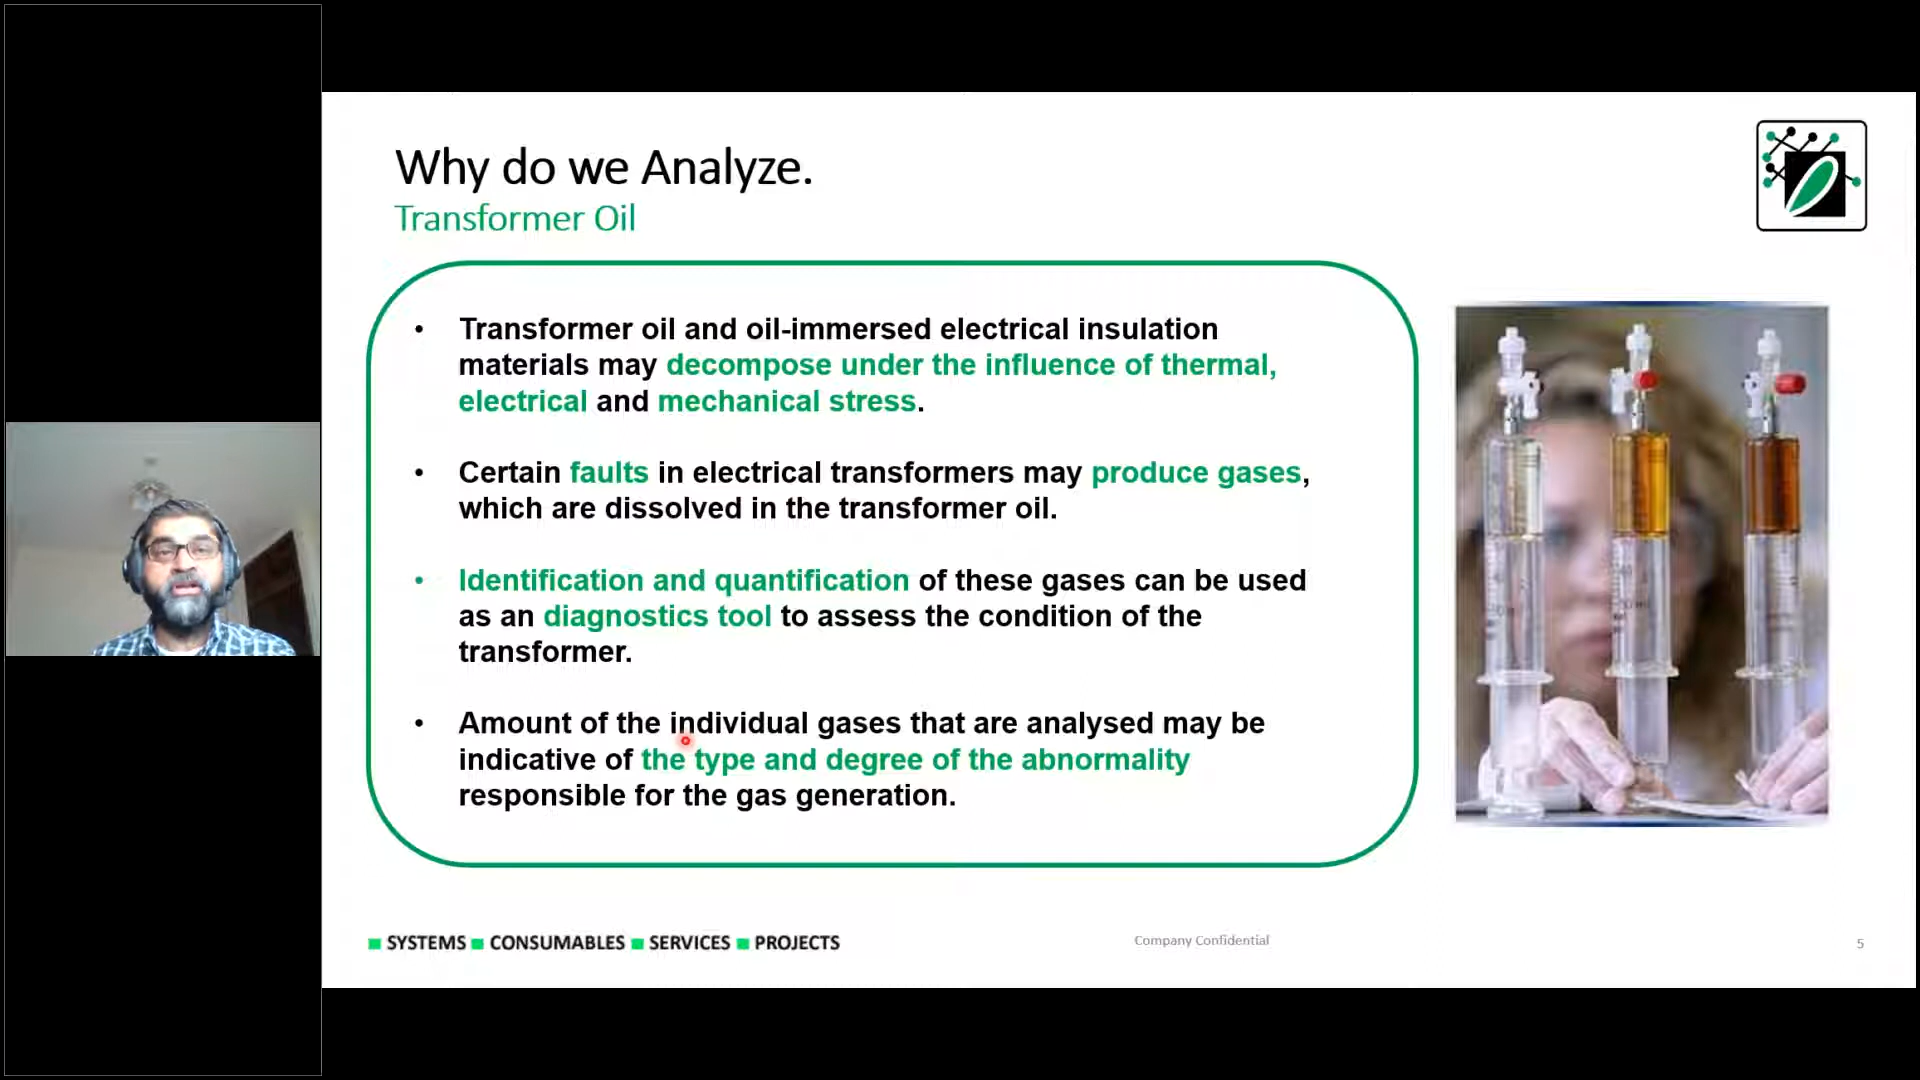 Why do we Analyze.
Transformer Oil
• Transformer oil and oil-immersed electrical insulation
materials may decompose under the influence of thermal,
electrical and mechanical stress.
• Certain faults in electrical transformers may produce gases,
which are dissolved in the transformer oil.
• Identification and quantification of these gases can be used
as an diagnostics tool to assess the condition of the
transformer.
• Amount of the individual gases that are analysed may be
indicative of the type and degree of the abnormality
responsible for the gas generation.
SYSTEMS CONSUMABLES SERVICES PROJECTS
Company Confidential
5